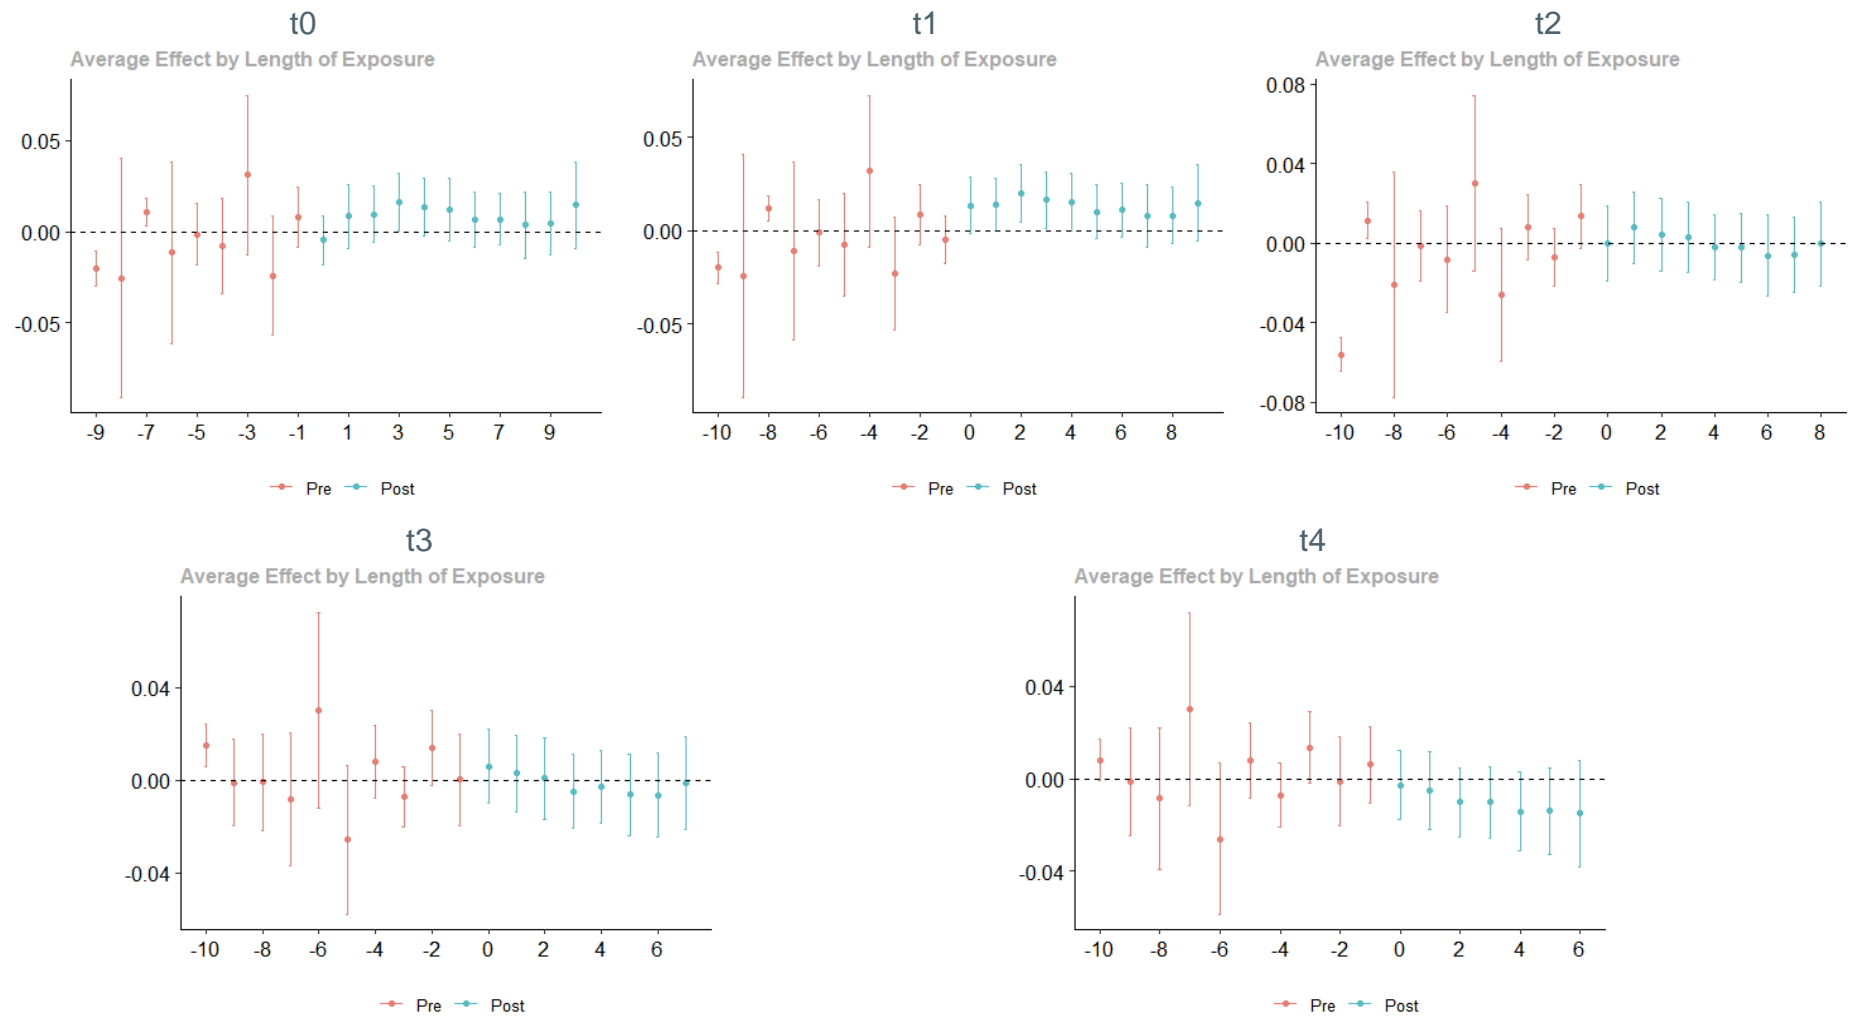 t0
Average Effect by Length of Exposure
0.05
0.00
-0.05
-9 -7 -5 -3 -1 1 3 5 7 9
Pre Post
t1
Average Effect by Length of Exposure
0.05
0.00
-0.05
-10 -8 -6 -4 -2 0 2 4 6 8
Pre Post
t2
Average Effect by Length of Exposure
0.08
0.04
0.00
-0.04
-0.08
-10 -8 -6 -4 -2 0 2 4 6 8
Pre Post
t3
Average Effect by Length of Exposure
0.04
0.00
-0.04
-10 -8 -6 -4 -2 0 2 4 6
Pre Post
t4
Average Effect by Length of Exposure
0.04
0.00
-0.04
-10 -8 -6 -4 -2 0 2 4 6
Pre Post